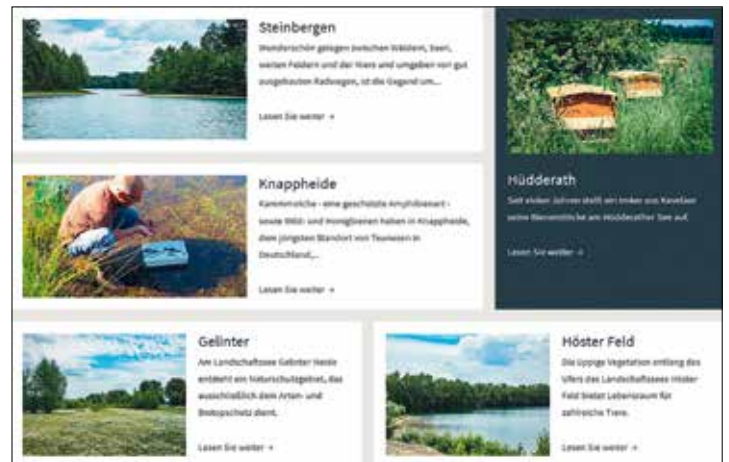 Steinbergen
Wunderschön gelegen zwischen Wäldern, Seen,
weiten Feldern und der Niers und umgeben von gut
ausgebauten Radwegen, ist die Gegend um...
Lesen Sie weiter →
Knappheide
Kammmolche - eine geschützte Amphibienart -
sowie Wild- und Honigbienen haben in Knappheide,
dem jüngsten Standort von Teunesen in
Deutschland,...
Lesen Sie weiter →
Hüdderath
Seit vielen Jahren stellt ein Imker aus Kevelaer
seine Bienenstöcke am Hüdderather See auf.
Lesen Sie weiter →
Gelinter
Am Landschaftssee Gelinter Heide
entsteht ein Naturschutzgebiet, das
ausschließlich dem Arten- und
Biotopschutz dient.
Lesen Sie weiter →
Höster Feld
Die üppige Vegetation entlang des
Ufers des Landschaftssees Höster
Feld bietet Lebensraum für
zahlreiche Tiere.
Lesen Sie weiter →